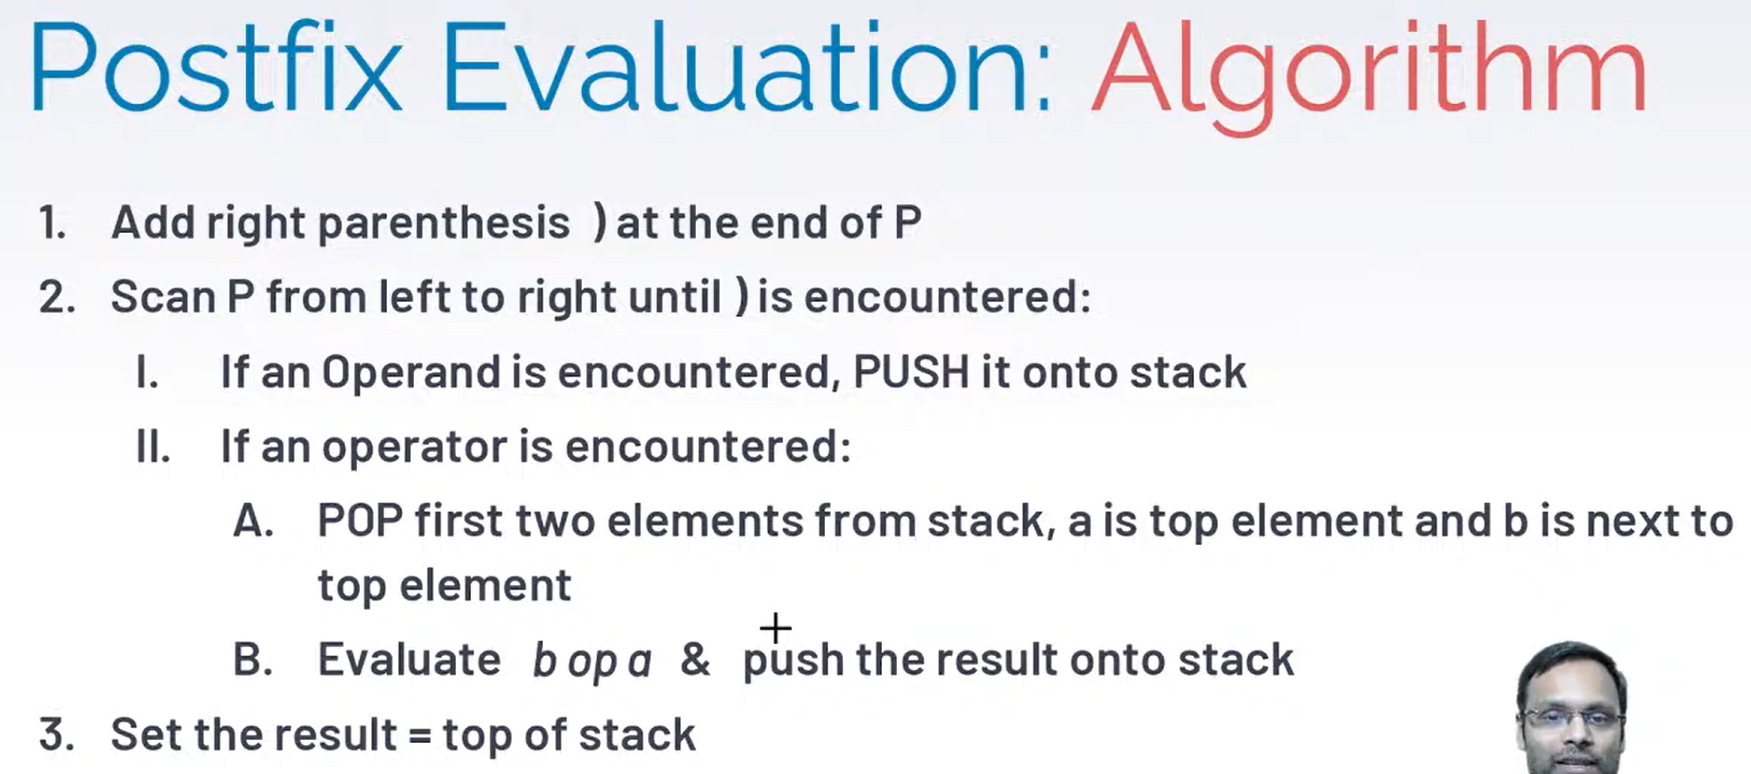 Postfix Evaluation: Algorithm
1. Add right parenthesis ) at the end of P
2. Scan P from left to right until ) is encountered:
I. If an Operand is encountered, PUSH it onto stack
II. If an operator is encountered:
A. POP first two elements from stack, a is top element and b is next to
top element
B. Evaluate b op a & push the result onto stack
3. Set the result = top of stack